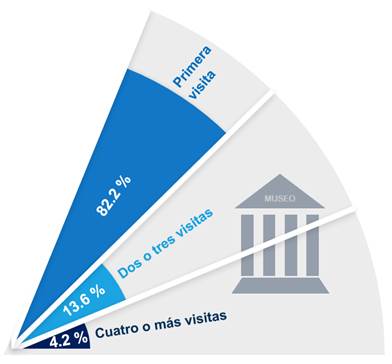 Primera
visita
82.2 %
MUSEO
Dos o tres visitas
13.6 %
Cuatro o más visitas
4.2 %